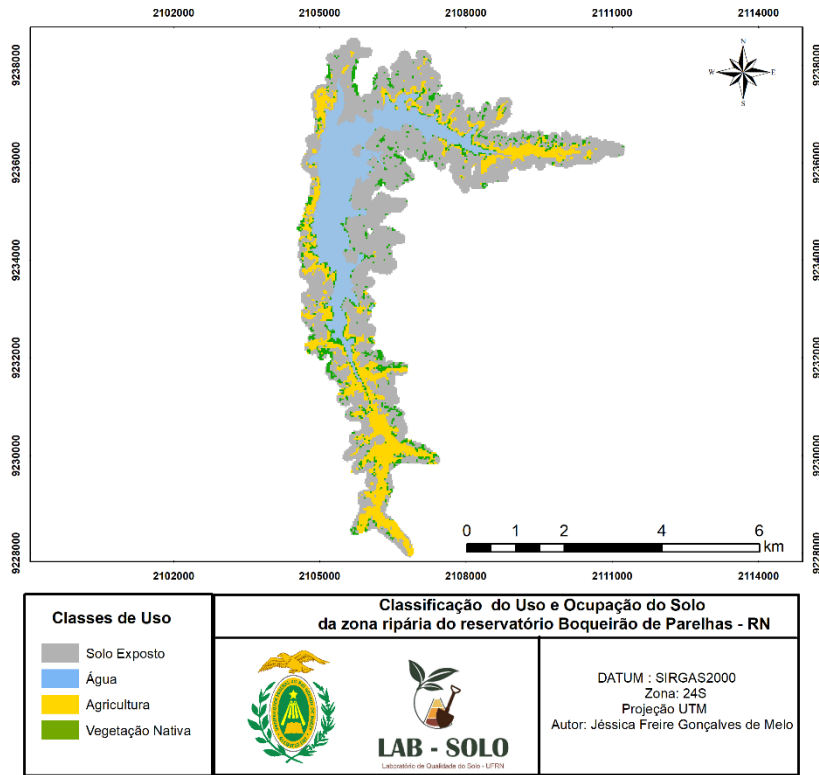 2102000 2105000 2108000 2111000 2114000
9238000 9238000
N
W E
S
9236000 9236000
9234000 9234000
9232000 9232000
9230000 9230000
9228000 9228000
0 1 2 4 6
km
2102000 2105000 2108000 2111000 2114000
Classes de Uso
Solo Exposto
Água
Agricultura
Vegetação Nativa
Classificação do Uso e Ocupação do Solo
da zona ripária do reservatório Boqueirão de Parelhas - RN
LAB - SOLO
Laboratório de Qualidade do Solo - UFRN
DATUM : SIRGAS2000
Zona: 24S
Projeção UTM
Autor: Jéssica Freire Gonçalves de Melo